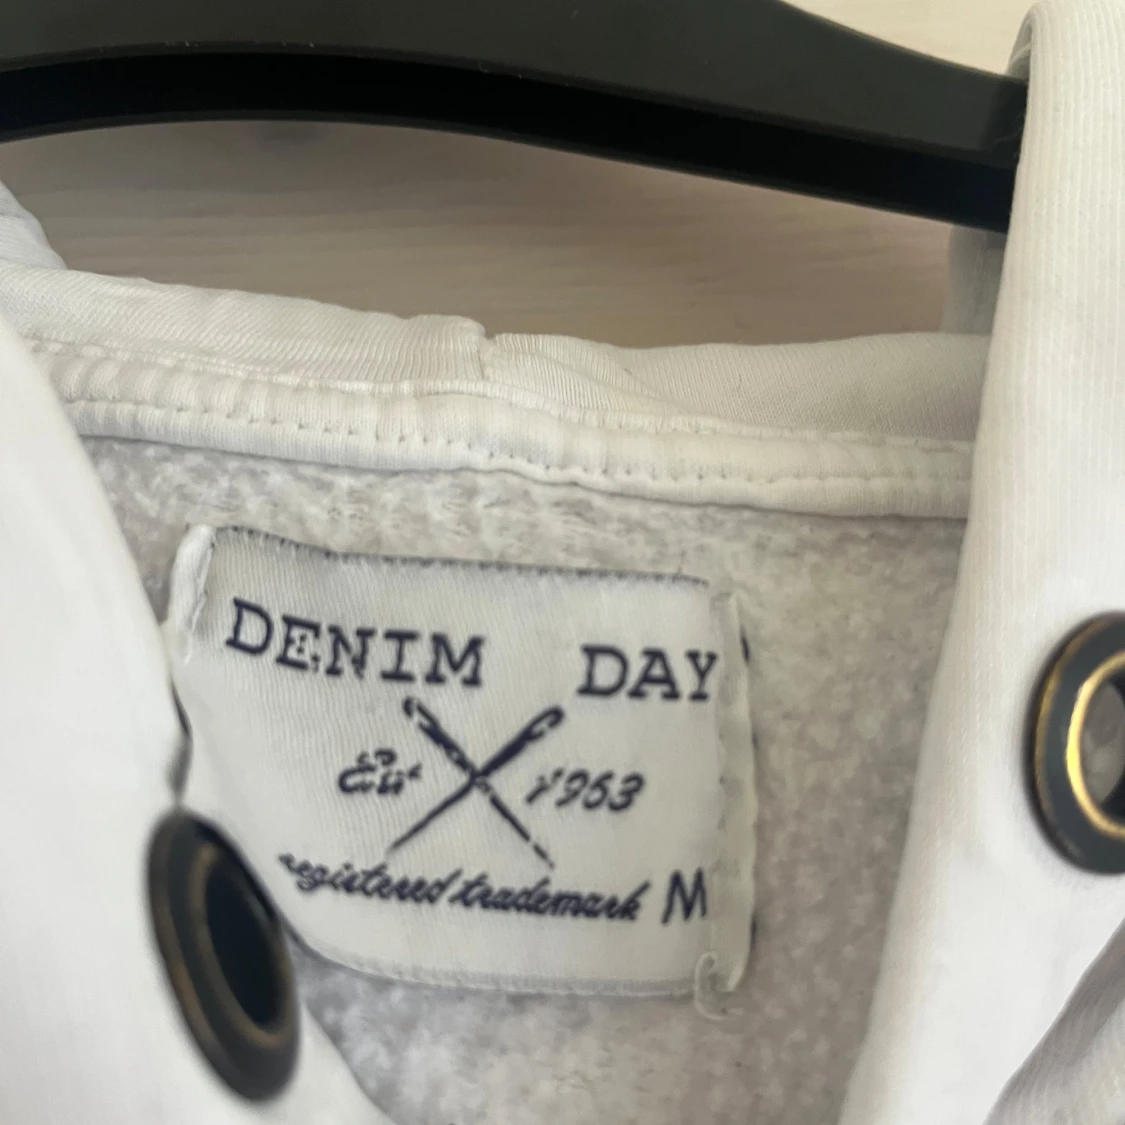 DENIM DAY
Est 1963
registered trademark M